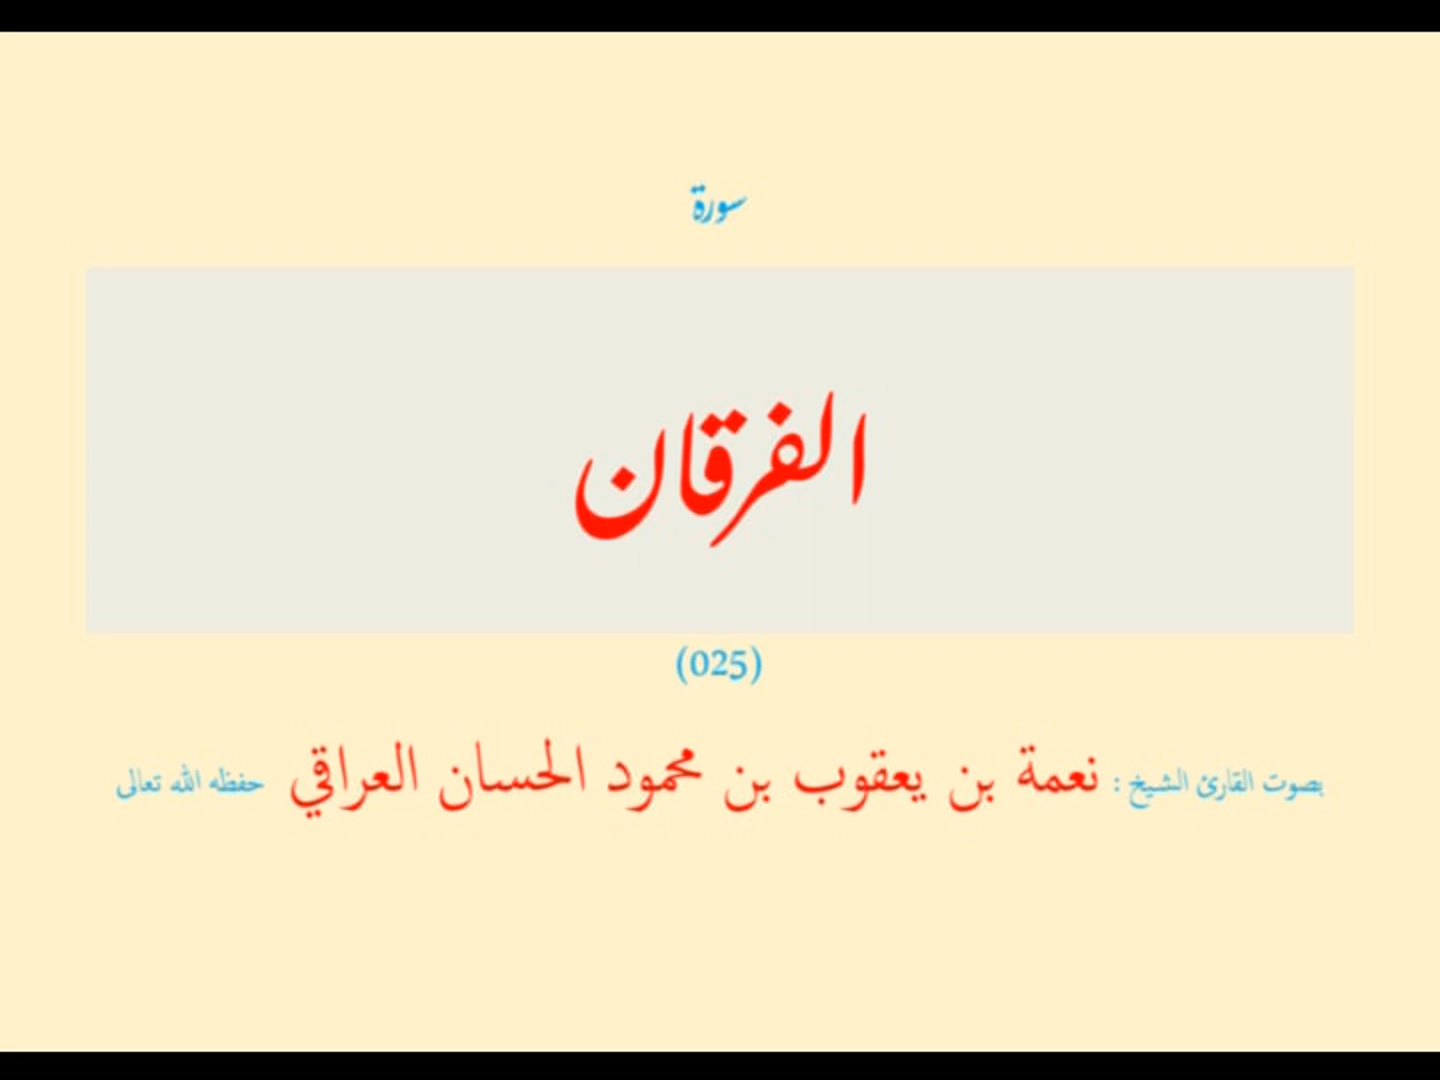 سورة
الفرقان
(025)
بصوت القارئ الشيخ : نعمة بن يعقوب بن محمود الحسان العراقي حفظه الله تعالى